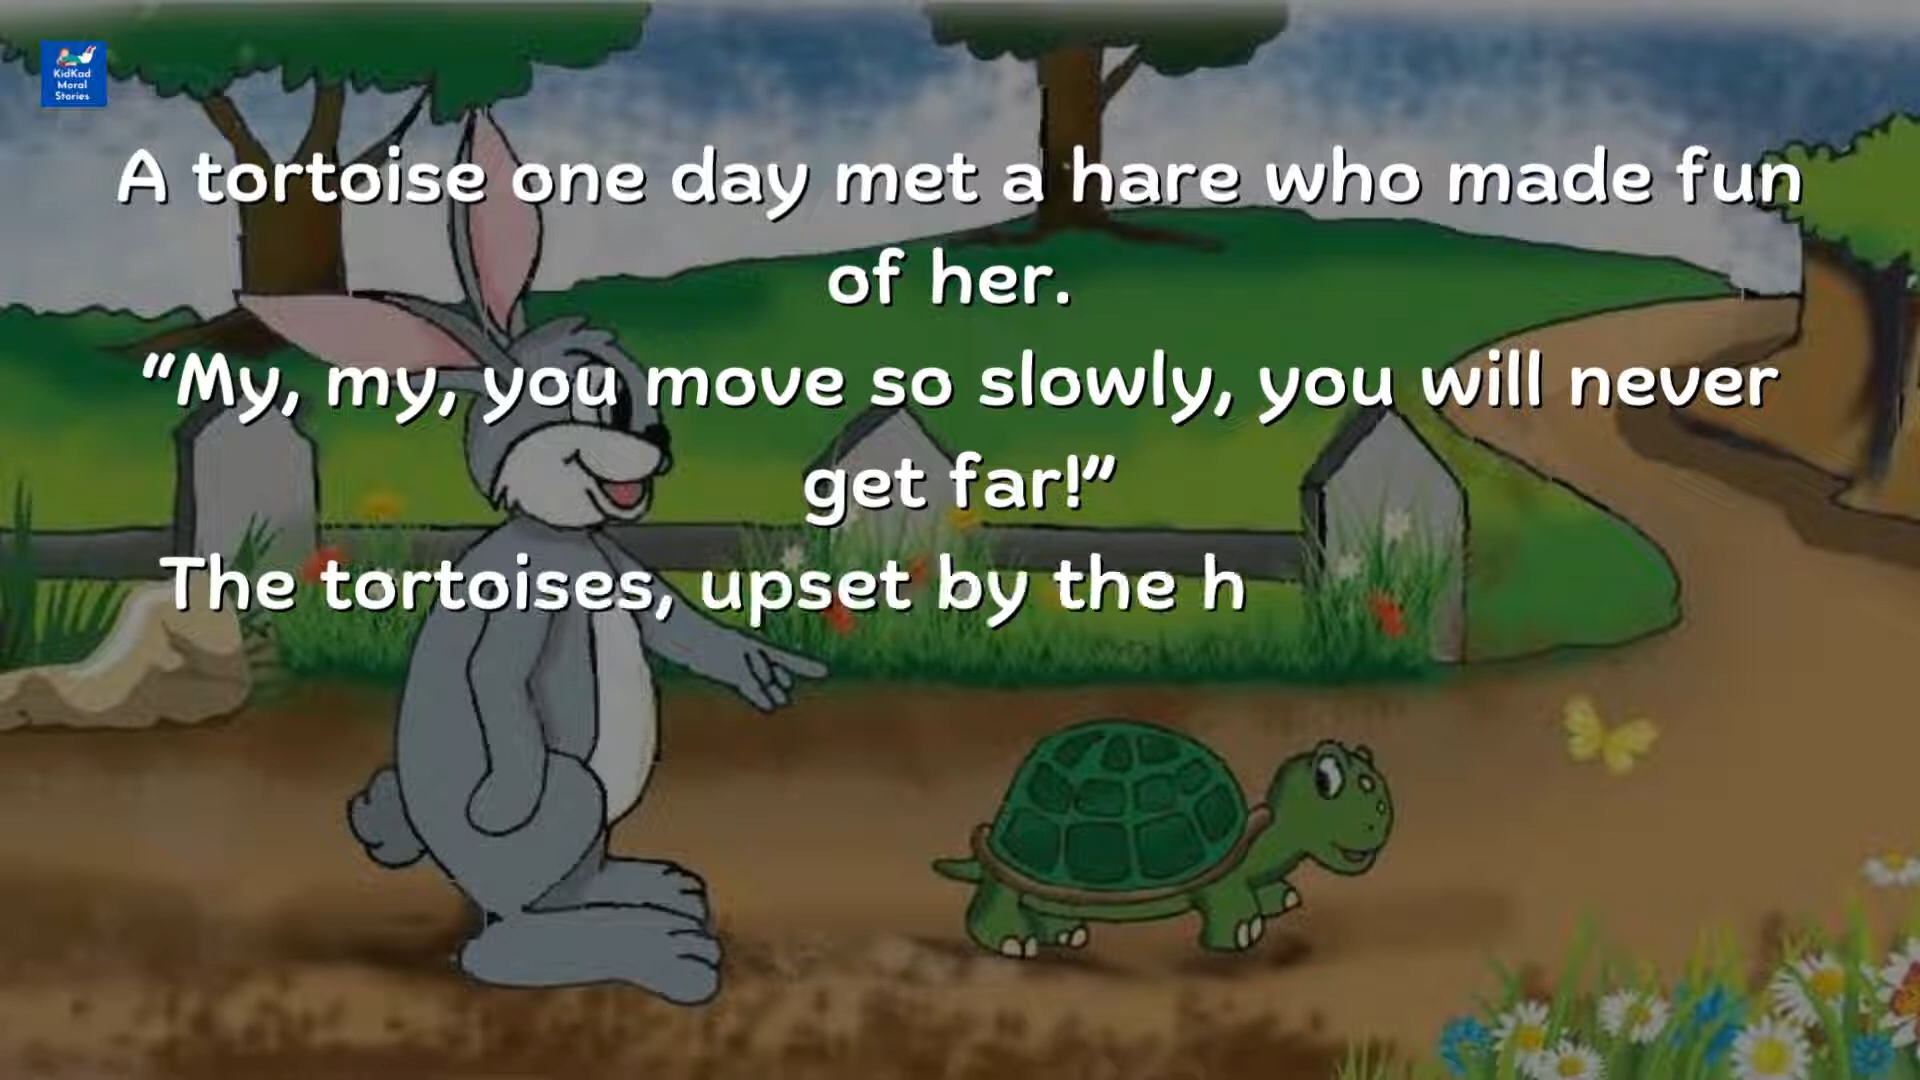 KidKad
Moral
Stories
A tortoise one day met a hare who made fun
of her.
“My, my, you move so slowly, you will never
get far!”
The tortoises, upset by the h